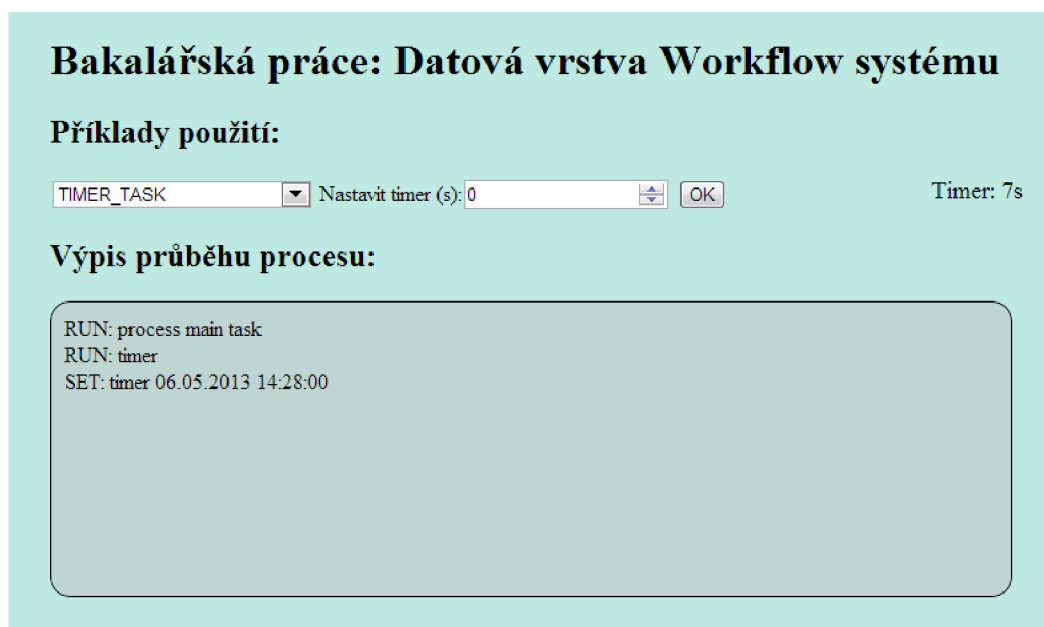 Bakalářská práce: Datová vrstva Workflow systému
Příklady použití:
TIMER_TASK Nastavit timer (s): 0 OK Timer: 7s
Výpis průběhu procesu:
RUN: process main task
RUN: timer
SET: timer 06.05.2013 14:28:00